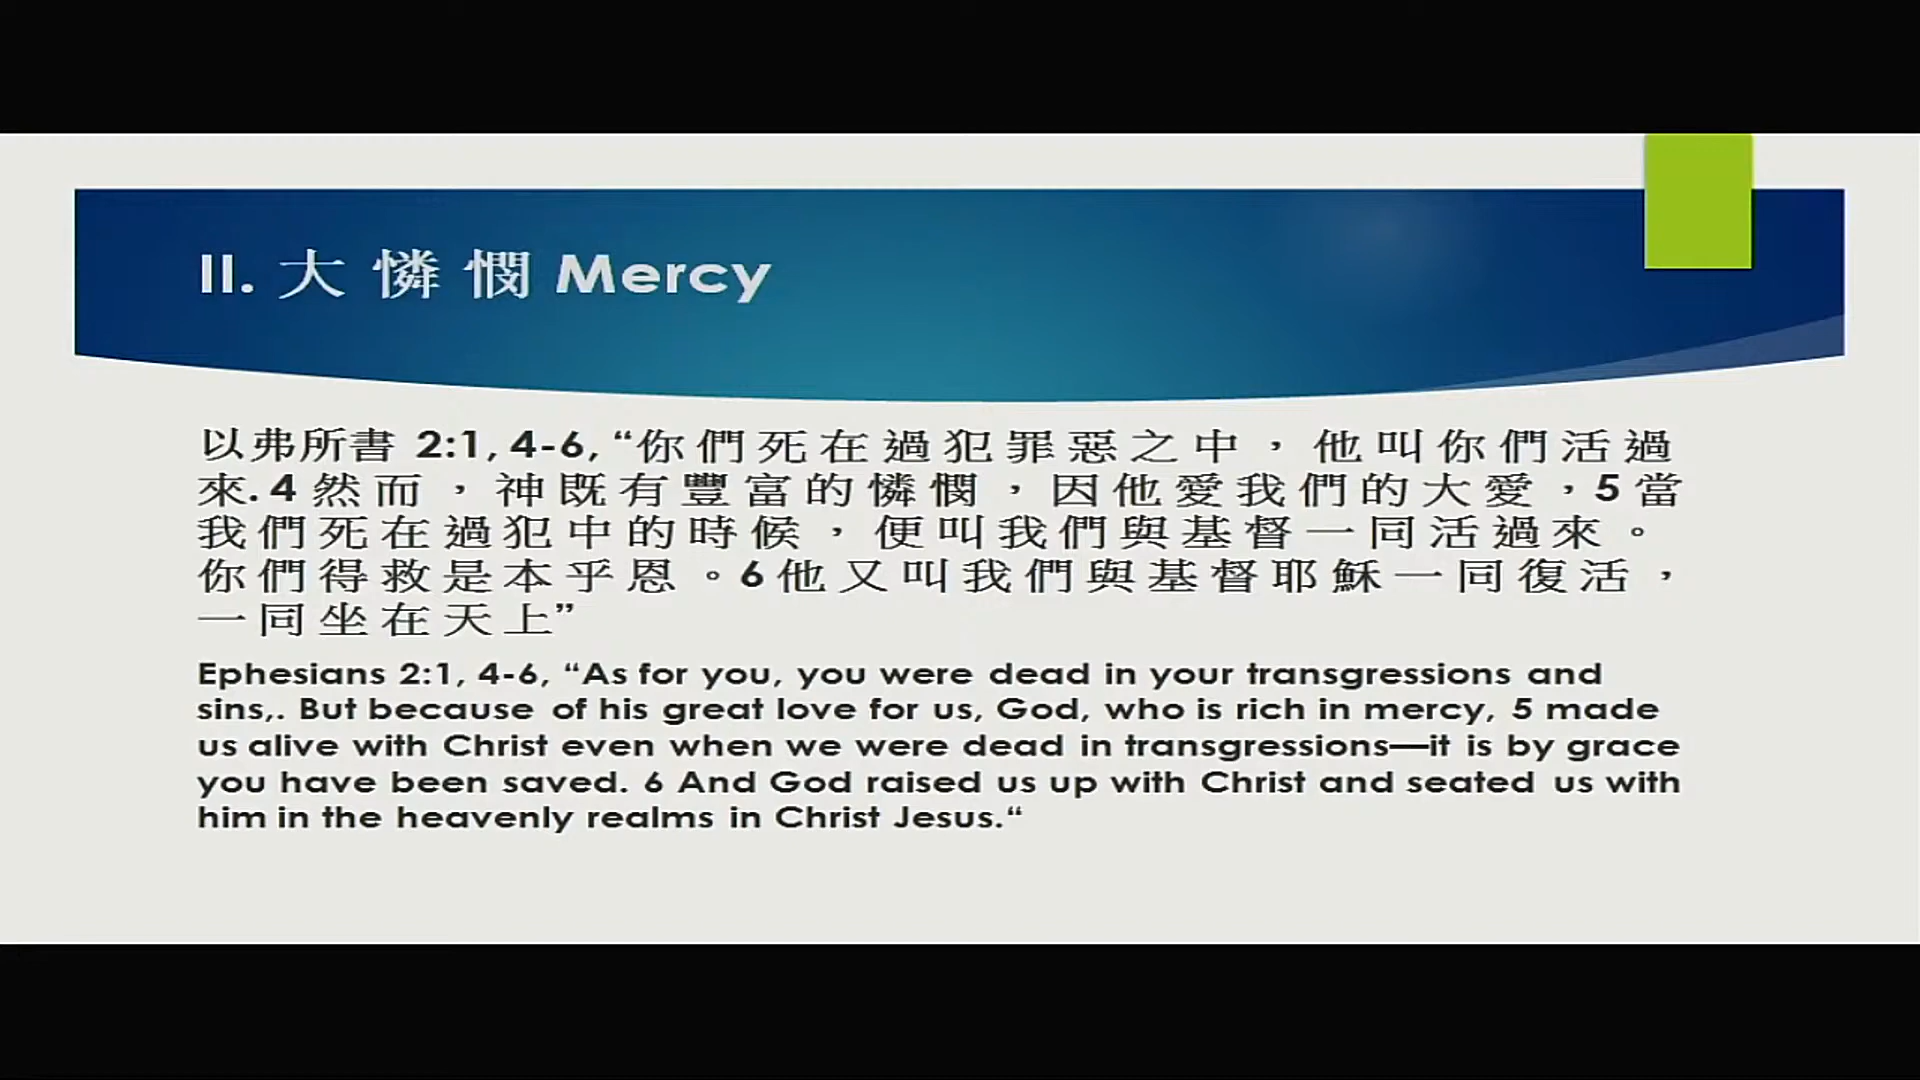 II. 大憐憫 Mercy
以弗所書 2:1, 4-6, “你們死在過犯罪惡之中，他叫你們活過
來. 4 然而，神既有豐富的憐憫，因他愛我們的大愛，5 當
我們死在過犯中的時候，便叫我們與基督一同活過來。
你們得救是本乎恩。6 他又叫我們與基督耶穌一同復活，
一同坐在天上”
Ephesians 2:1, 4-6, “As for you, you were dead in your transgressions and
sins,. But because of his great love for us, God, who is rich in mercy, 5 made
us alive with Christ even when we were dead in transgressions—it is by grace
you have been saved. 6 And God raised us up with Christ and seated us with
him in the heavenly realms in Christ Jesus.“